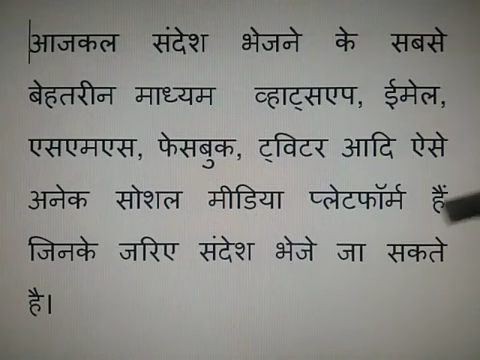 आजकल संदेश भेजने के सबसे
बेहतरीन माध्यम व्हाट्सएप, ईमेल,
एसएमएस, फेसबुक, ट्विटर आदि ऐसे
अनेक सोशल मीडिया प्लेटफॉर्म हैं
जिनके जरिए संदेश भेजे जा सकते
है।